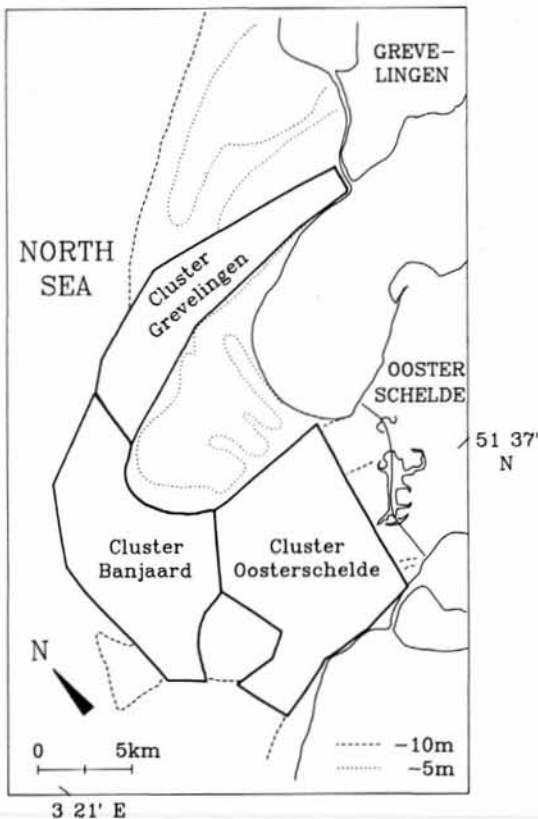 GREVE-
LINGEN
NORTH
SEA
Cluster
Grevelingen
OOSTER
SCHELDE
51 37'
N
Cluster
Banjaard
Cluster
Oosterschelde
N
0 5km
-10m
-5m
3 21' E